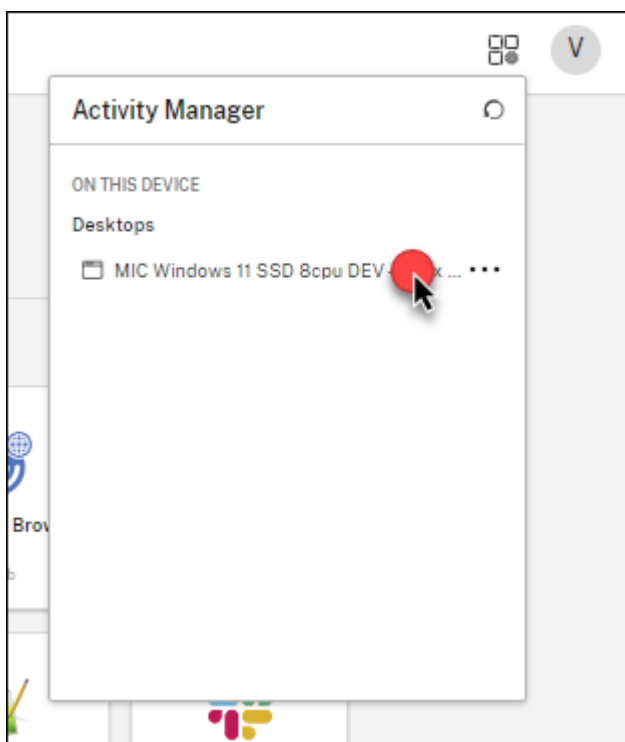 V
Activity Manager
ON THIS DEVICE
Desktops
MIC Windows 11 SSD 8cpu DEV - x ... •••
Brow